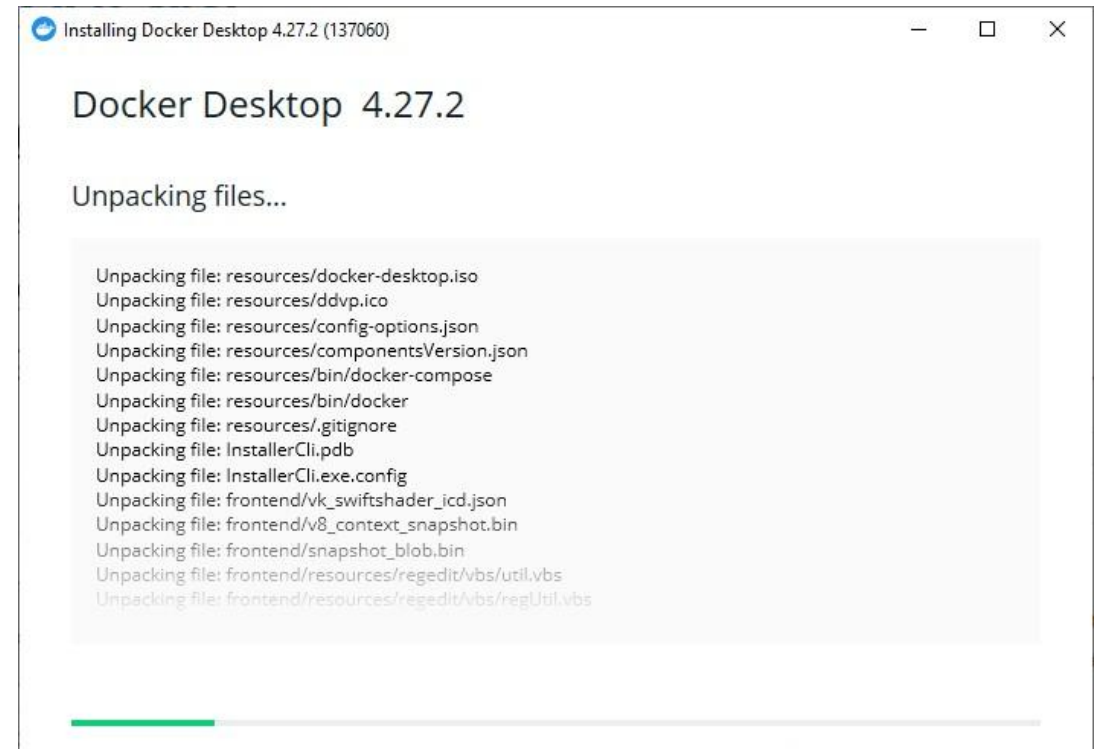 Installing Docker Desktop 4.27.2 (137060)
Docker Desktop 4.27.2
Unpacking files...
Unpacking file: resources/docker-desktop.iso
Unpacking file: resources/ddvp.ico
Unpacking file: resources/config-options.json
Unpacking file: resources/componentsVersion.json
Unpacking file: resources/bin/docker-compose
Unpacking file: resources/bin/docker
Unpacking file: resources/.gitignore
Unpacking file: InstallerCli.pdb
Unpacking file: InstallerCli.exe.config
Unpacking file: frontend/vk_swiftshader_icd.json
Unpacking file: frontend/v8_context_snapshot.bin
Unpacking file: frontend/snapshot_blob.bin
Unpacking file: frontend/resources/regedit/vbs/util.vbs
Unpacking file: frontend/resources/regedit/vbs/regUtil.vbs